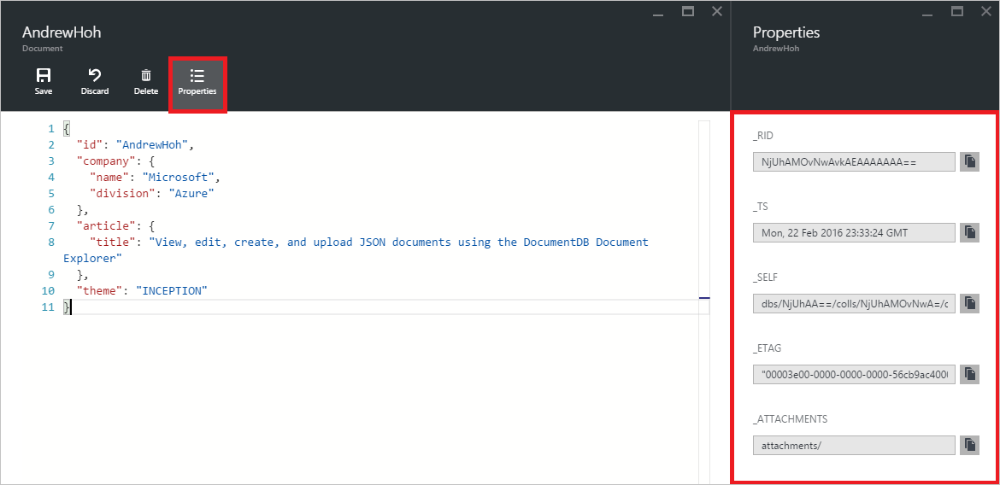 AndrewHoh
Document
Save Discard Delete Properties
1 {
2 "id": "AndrewHoh",
3 "company": {
4 "name": "Microsoft",
5 "division": "Azure"
6 },
7 "article": {
8 "title": "View, edit, create, and upload JSON documents using the DocumentDB Document
Explorer"
9 },
10 "theme": "INCEPTION"
11 }
Properties
AndrewHoh
_RID
NjUhAMOvNwAvkAEAAAAAAA==
_TS
Mon, 22 Feb 2016 23:33:24 GMT
_SELF
dbs/NjUhAA==/colls/NjUhAMOvNwA=/c
_ETAG
"00003e00-0000-0000-0000-56cb9ac4000
_ATTACHMENTS
attachments/